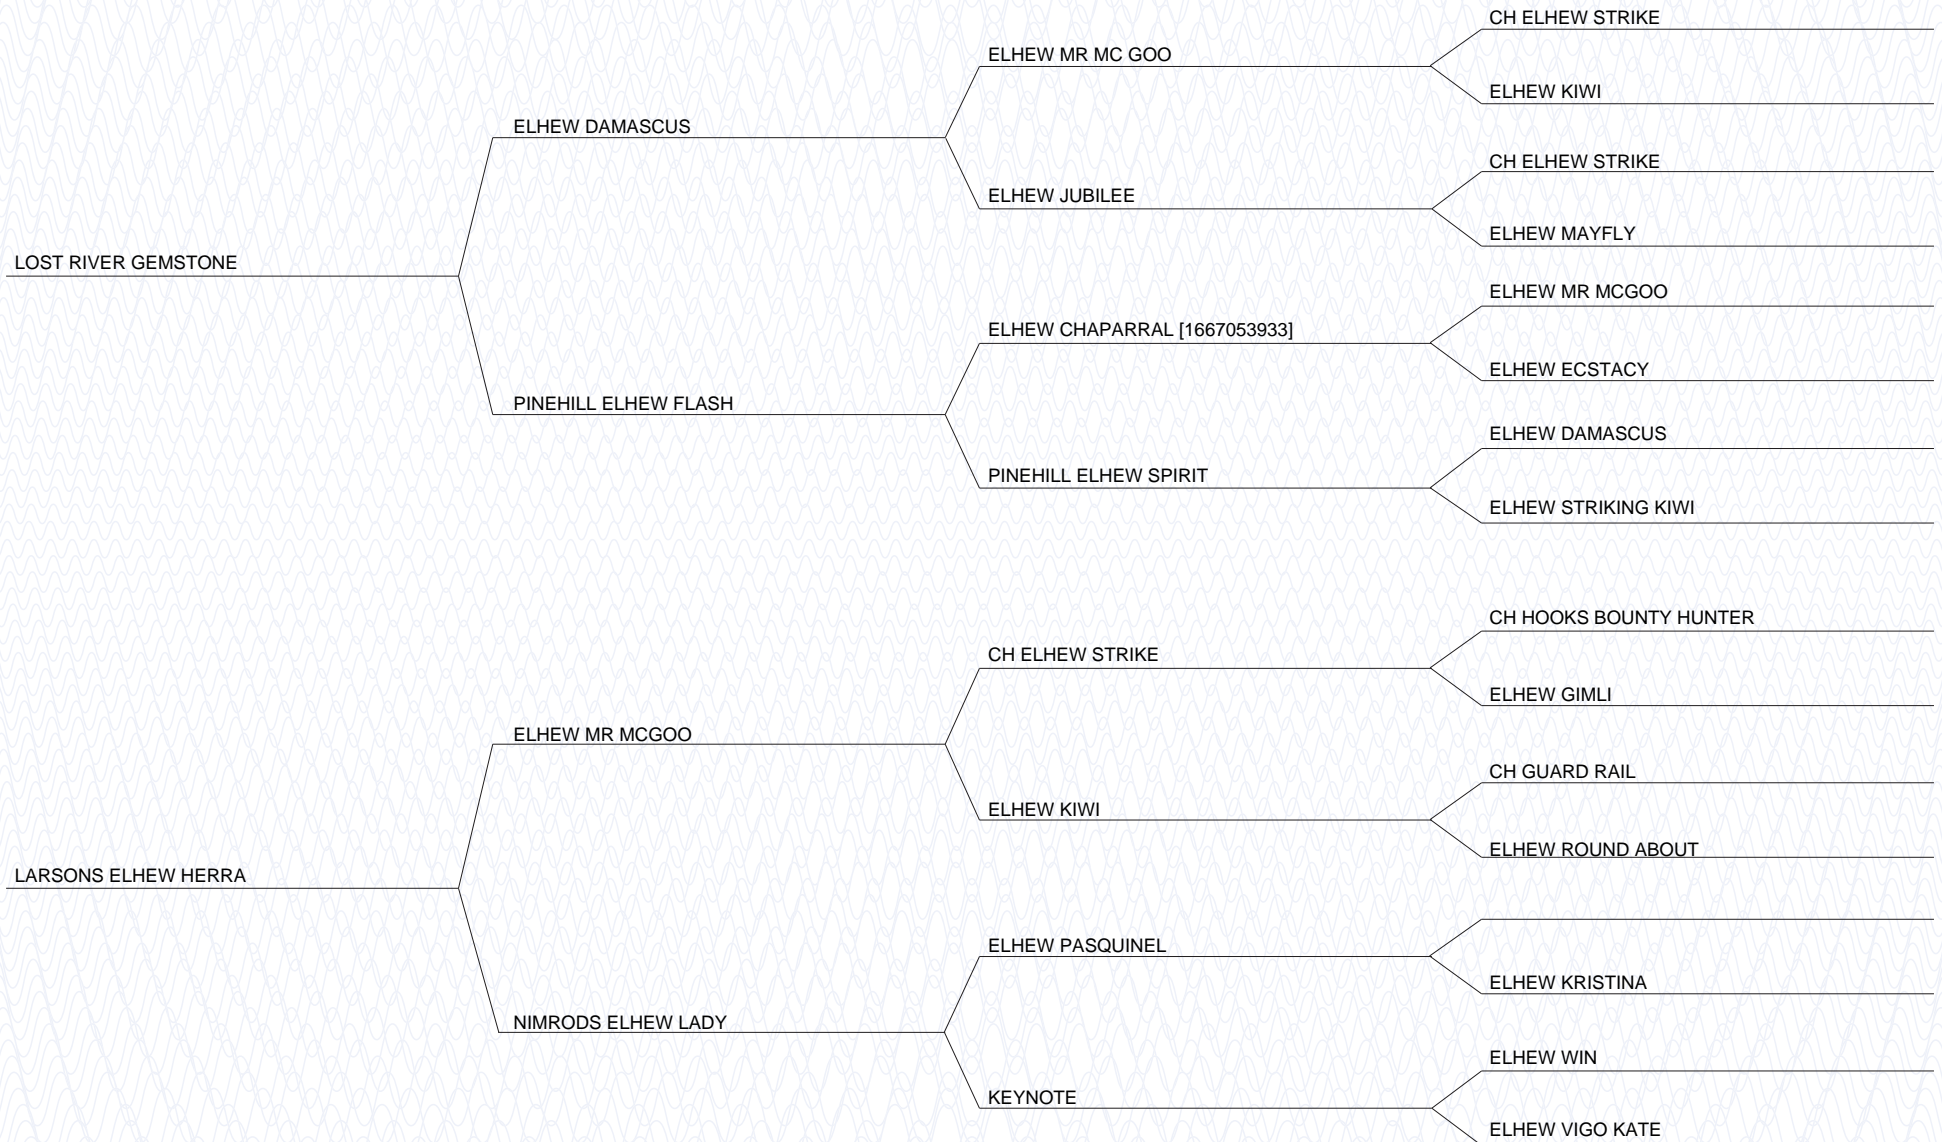 CH ELHEW STRIKE
ELHEW MR MC GOO
ELHEW KIWI
ELHEW DAMASCUS
CH ELHEW STRIKE
ELHEW JUBILEE
ELHEW MAYFLY
LOST RIVER GEMSTONE
ELHEW MR MCGOO
ELHEW CHAPARRAL [1667053933]
ELHEW ECSTACY
PINEHILL ELHEW FLASH
ELHEW DAMASCUS
PINEHILL ELHEW SPIRIT
ELHEW STRIKING KIWI
CH HOOKS BOUNTY HUNTER
CH ELHEW STRIKE
ELHEW GIMLI
ELHEW MR MCGOO
CH GUARD RAIL
ELHEW KIWI
ELHEW ROUND ABOUT
LARSONS ELHEW HERRA
ELHEW PASQUINEL
ELHEW KRISTINA
NIMRODS ELHEW LADY
ELHEW WIN
KEYNOTE
ELHEW VIGO KATE